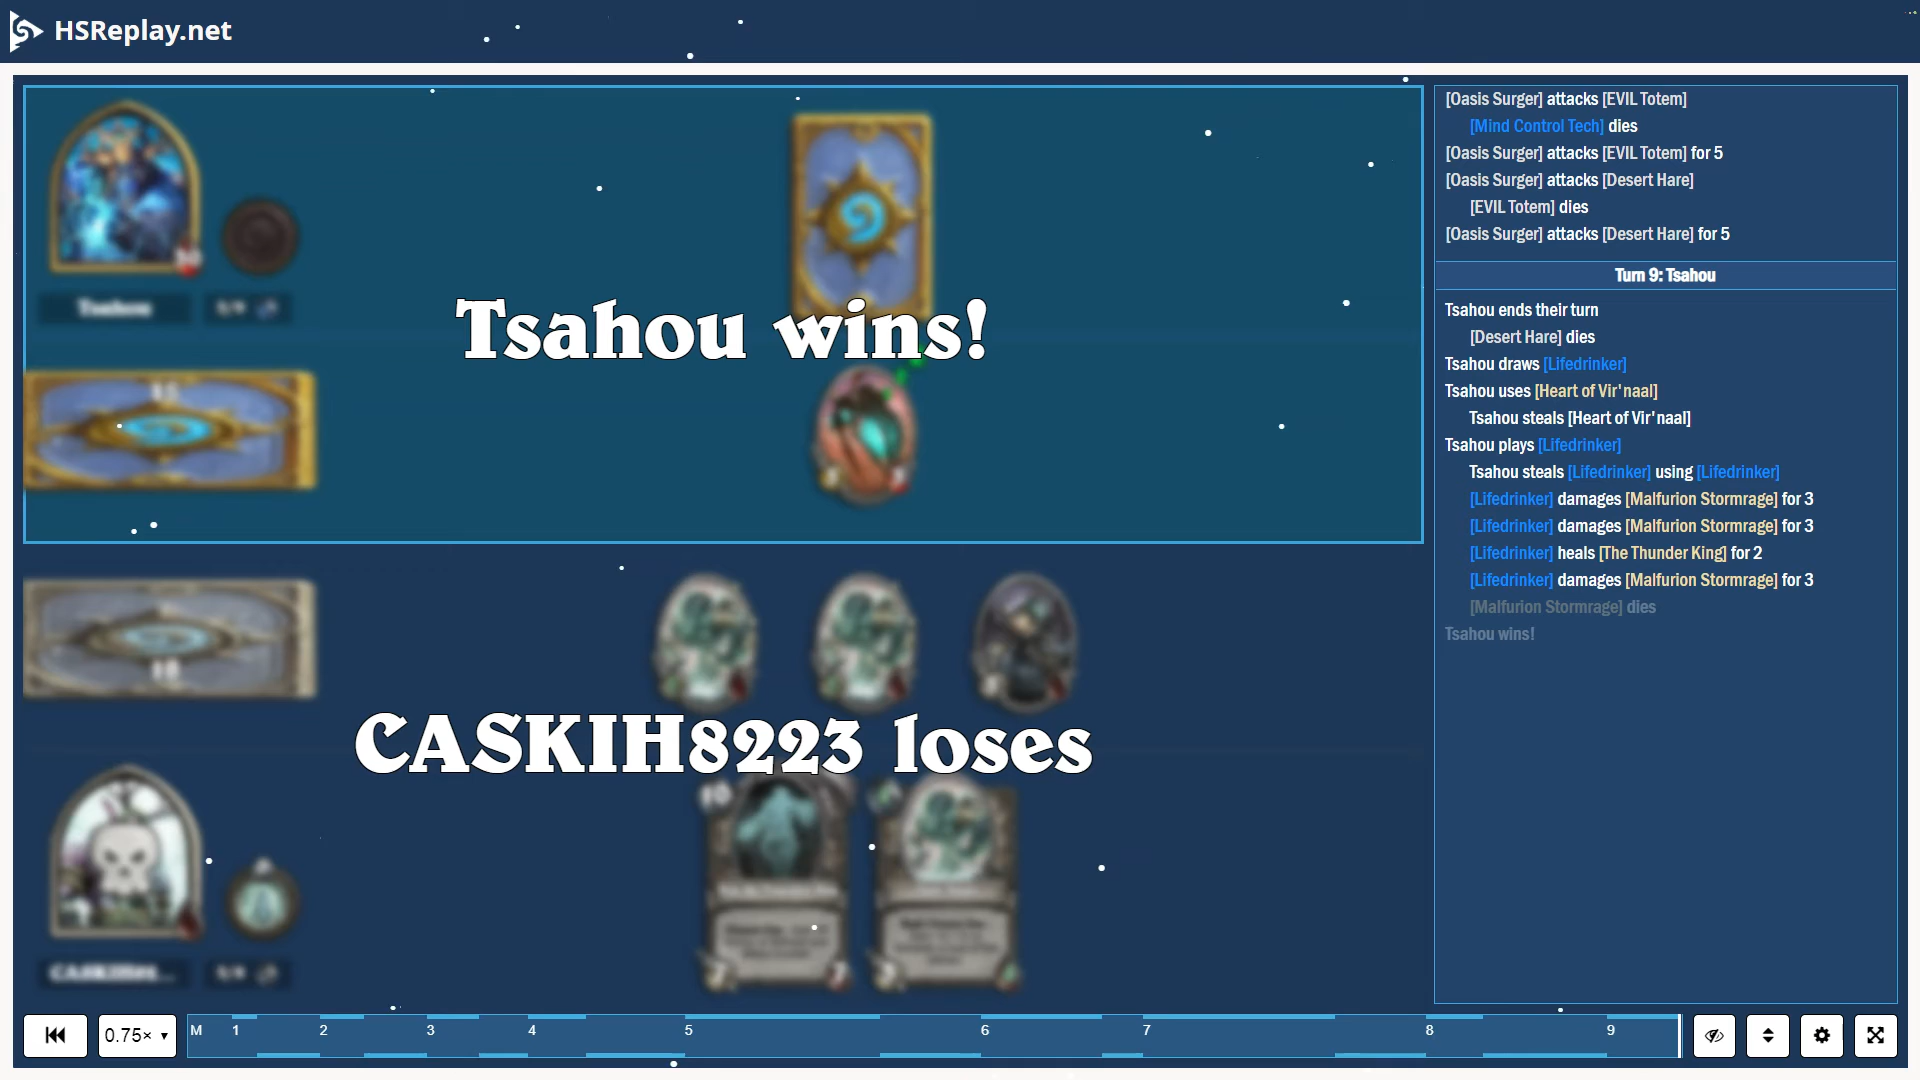 HSReplay.net
Tsahou wins!
CASKIH8223 loses
[Oasis Surger] attacks [EVIL Totem]
[Mind Control Tech] dies
[Oasis Surger] attacks [EVIL Totem] for 5
[Oasis Surger] attacks [Desert Hare]
[EVIL Totem] dies
[Oasis Surger] attacks [Desert Hare] for 5
Turn 9: Tsahou
Tsahou ends their turn
[Desert Hare] dies
Tsahou draws [Lifedrinker]
Tsahou uses [Heart of Vir'naal]
Tsahou steals [Heart of Vir'naal]
Tsahou plays [Lifedrinker]
Tsahou steals [Lifedrinker] using [Lifedrinker]
[Lifedrinker] damages [Malfurion Stormrage] for 3
[Lifedrinker] damages [Malfurion Stormrage] for 3
[Lifedrinker] heals [The Thunder King] for 2
[Lifedrinker] damages [Malfurion Stormrage] for 3
[Malfurion Stormrage] dies
Tsahou wins!
0.75×
M 1 2 3 4 5 6 7 8 9